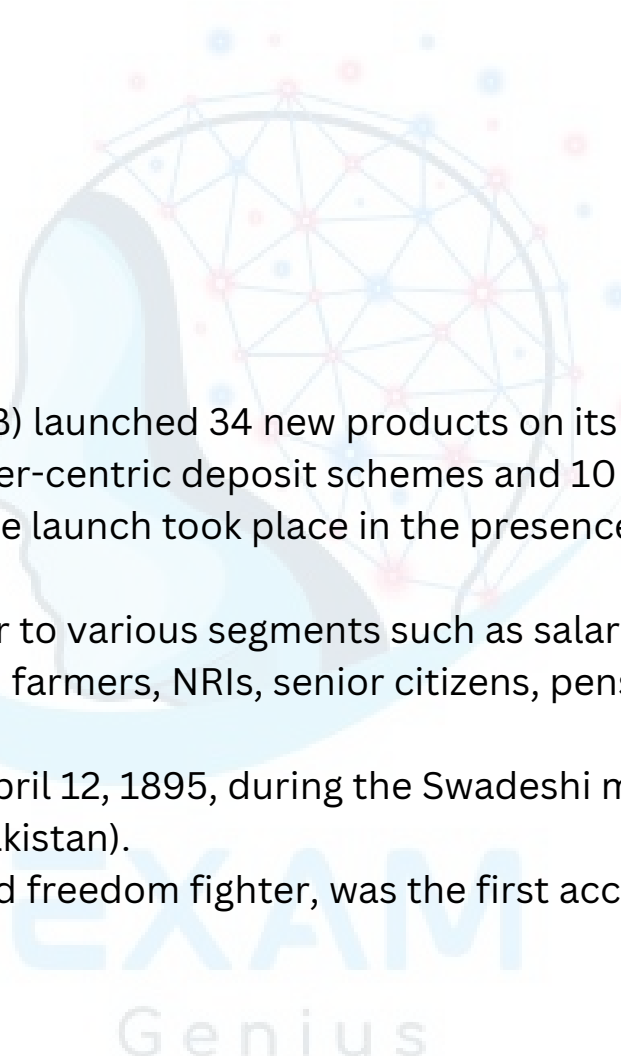 3) launched 34 new products on its
er-centric deposit schemes and 10
e launch took place in the presence
r to various segments such as salar
farmers, NRIs, senior citizens, pens
pril 12, 1895, during the Swadeshi m
akistan).
d freedom fighter, was the first acc
EXAM
Genius